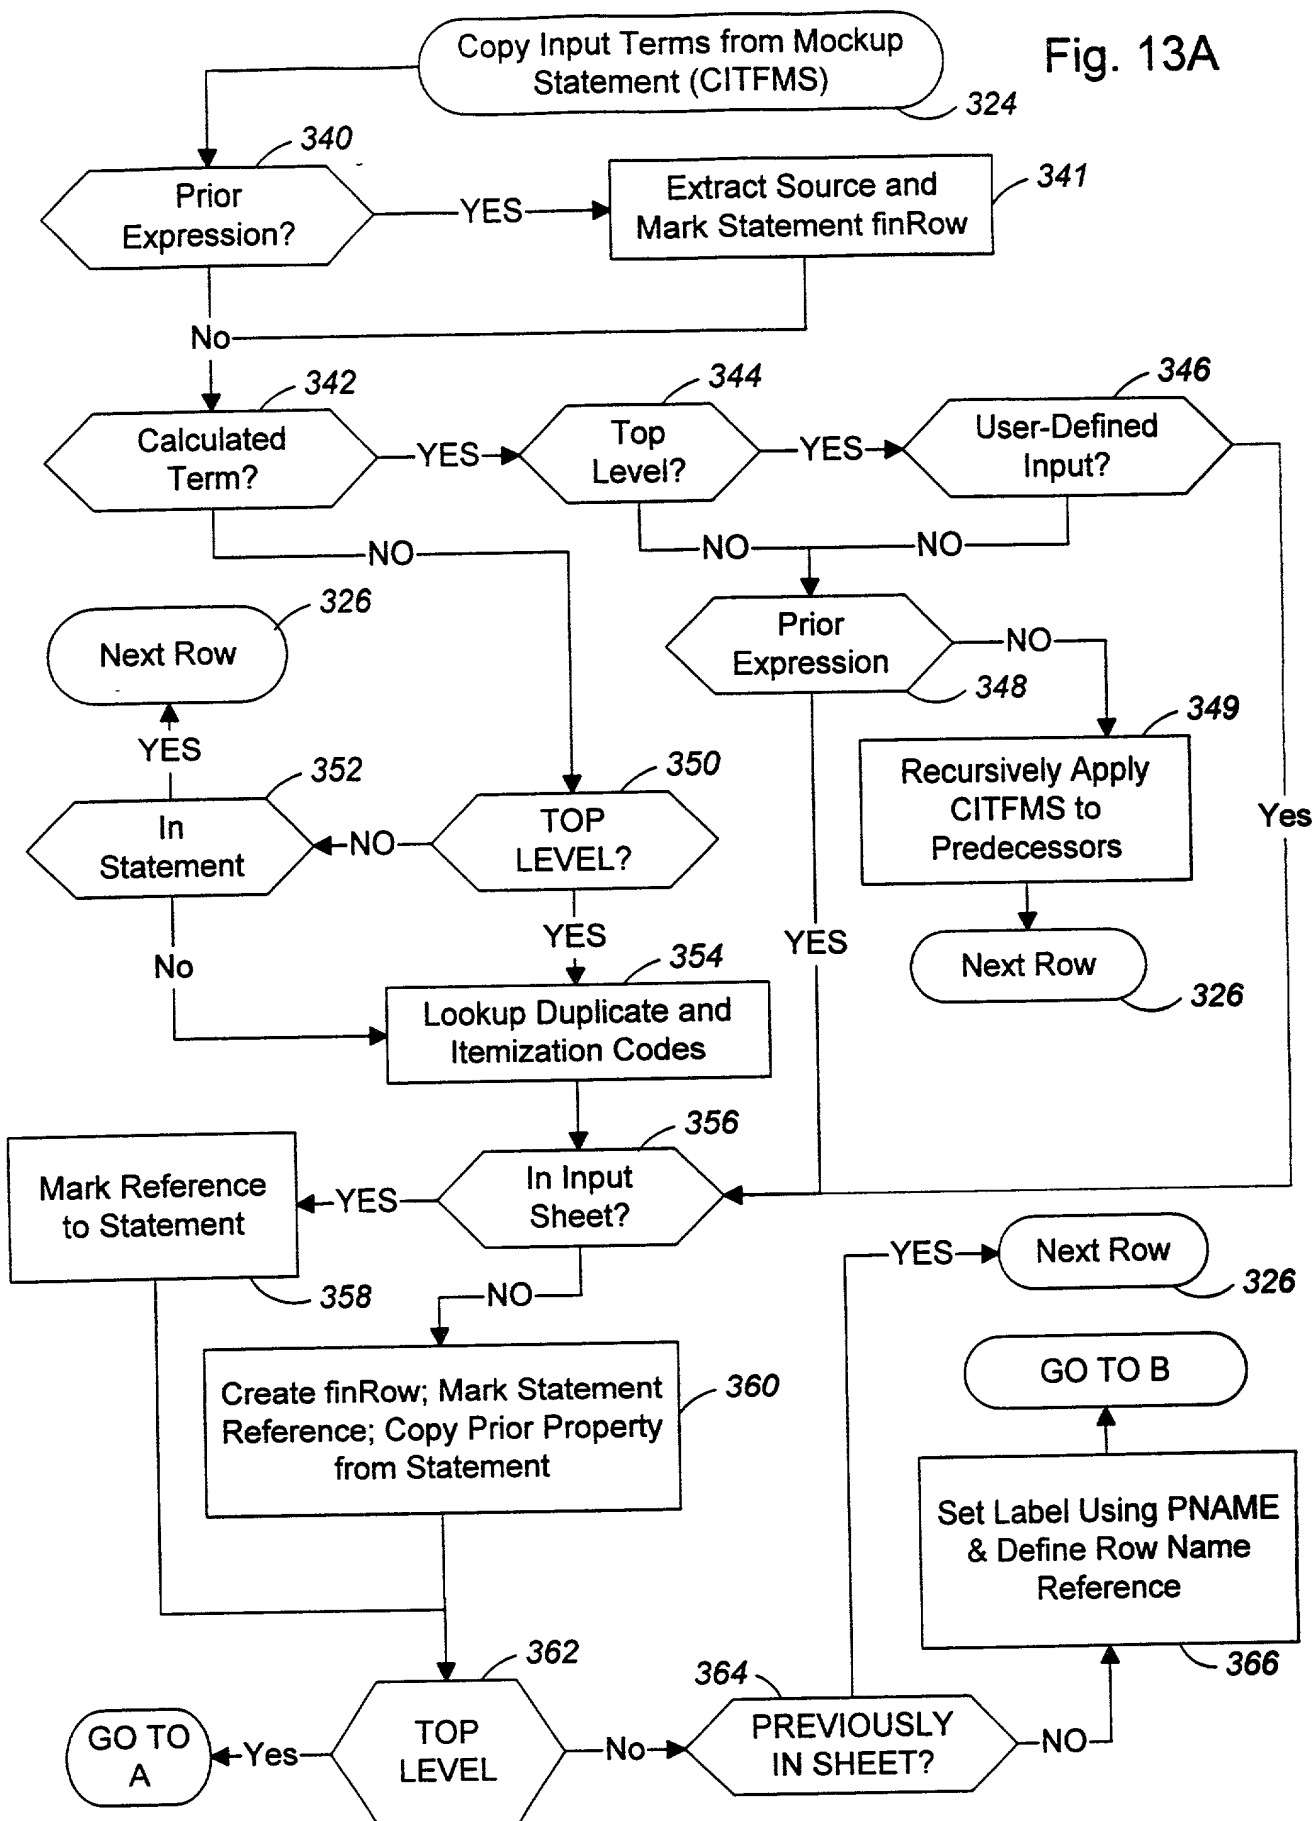 Copy Input Terms from Mockup
Statement (CITFMS)
Fig. 13A
324
340
Prior
Expression?
YES
Extract Source and
Mark Statement finRow
341
No
342
Calculated
Term?
YES
344
Top
Level?
YES
346
User-Defined
Input?
NO
NO
NO
326
Next Row
Prior
Expression
348
NO
349
Recursively Apply
CITFMS to
Predecessors
Yes
YES
352
In
Statement
NO
350
TOP
LEVEL?
YES
YES
Next Row
326
No
354
Lookup Duplicate and
Itemization Codes
356
In Input
Sheet?
YES
Mark Reference
to Statement
358
NO
YES
Next Row
326
GO TO B
Create finRow; Mark Statement
Reference; Copy Prior Property
from Statement
360
Set Label Using PNAME
& Define Row Name
Reference
366
362
TOP
LEVEL
Yes
GO TO
A
No
364
PREVIOUSLY
IN SHEET?
NO